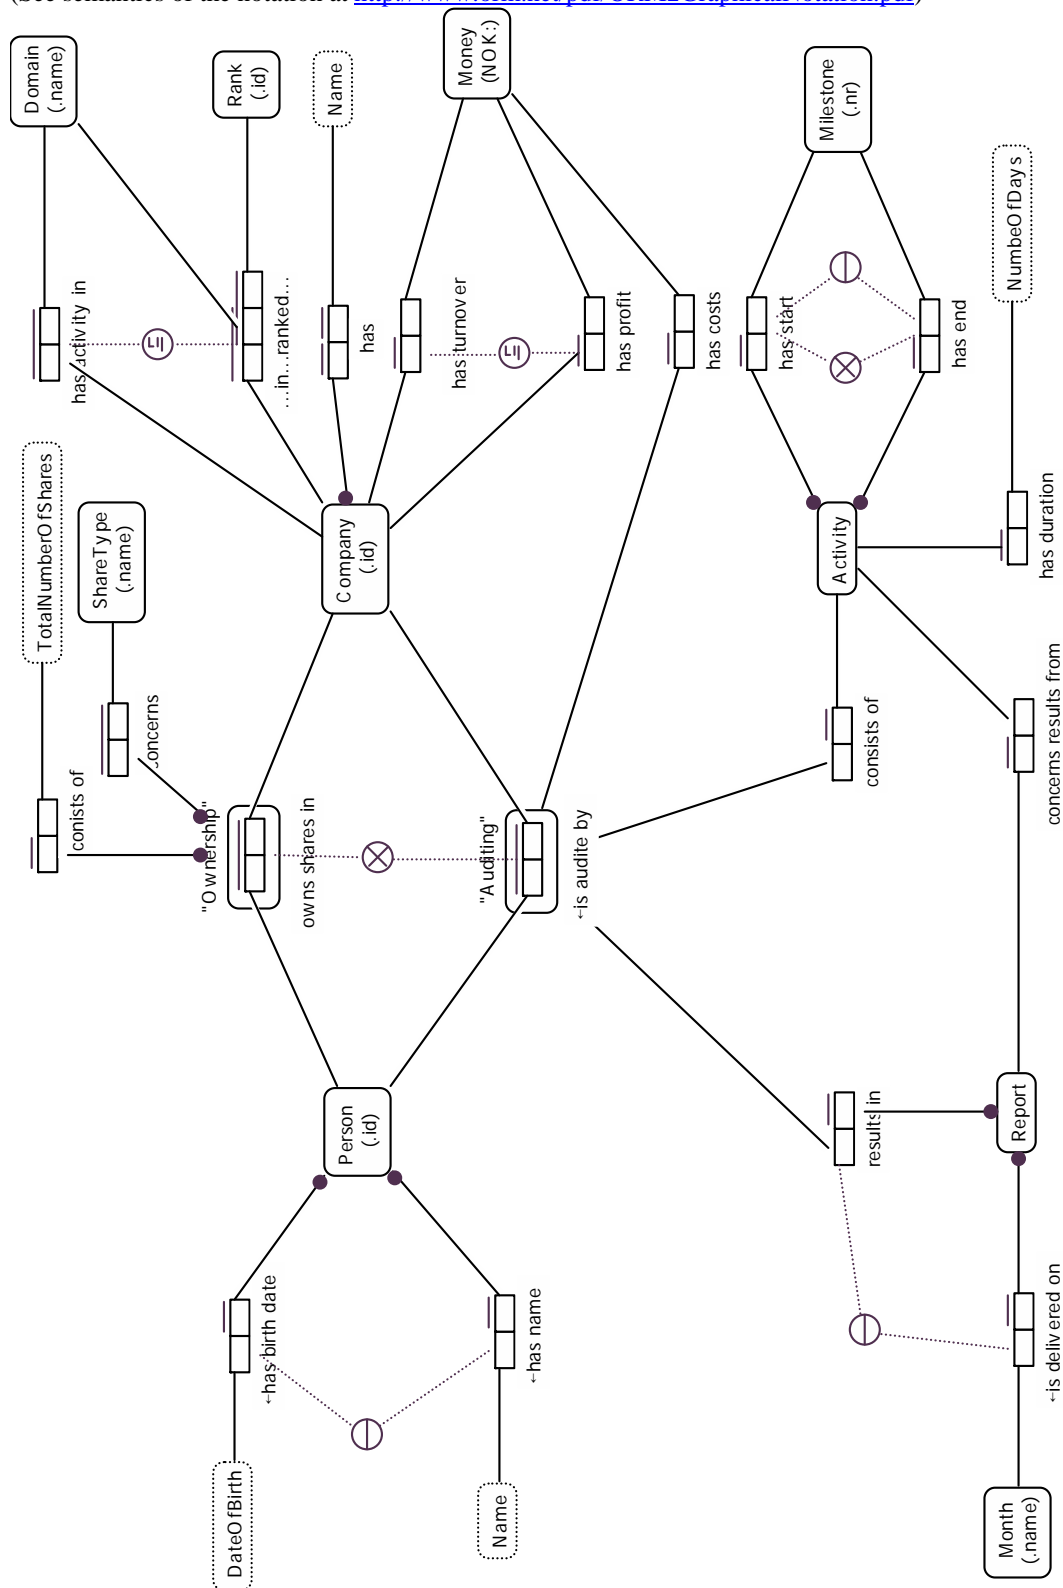 (See semantics of the notation at
Domain
(.name)
Rank
(.id)
Name
Money
(NOK:)
Milestone
(.nr)
NumbeOfDays
has activity in
...in...ranked...
has
has turnover
has profit
has costs
has start
has end
has duration
TotalNumberOfShares
ShareType
(.name)
Company
(.id)
Activity
conists of
concerns
"Ownership"
owns shares in
"Auditing"
←is audite by
consists of
concerns results from
Person
(.id)
results in
Report
←has birth date
←has name
←is delivered on
DateOfBirth
Name
Month
(.name)